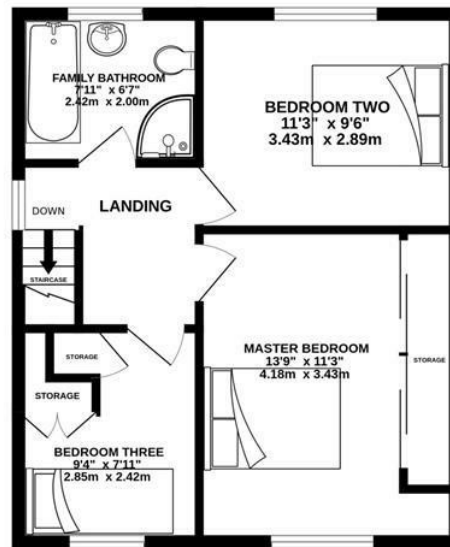 FAMILY BATHROOM
7'11" x 6'7"
2.42m x 2.00m
BEDROOM TWO
11'3" x 9'6"
3.43m x 2.89m
DOWN
LANDING
STAIRCASE
STORAGE
STORAGE
MASTER BEDROOM
13'9" x 11'3"
4.18m x 3.43m
STORAGE
BEDROOM THREE
9'4" x 7'11"
2.85m x 2.42m